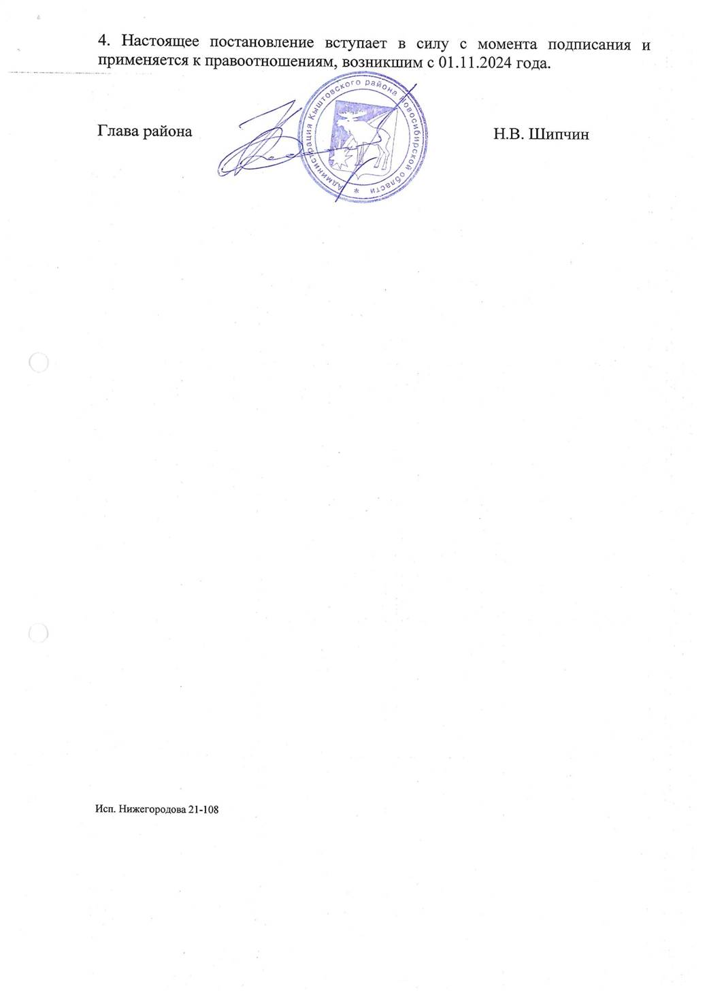 4. Настоящее постановление вступает в силу с момента подписания и
применяется к правоотношениям, возникшим с 01.11.2024 года.
Глава района
Администрация Кыштовского района Новосибирской области *
Н.В. Шипчин
Исп. Нижегородова 21-108